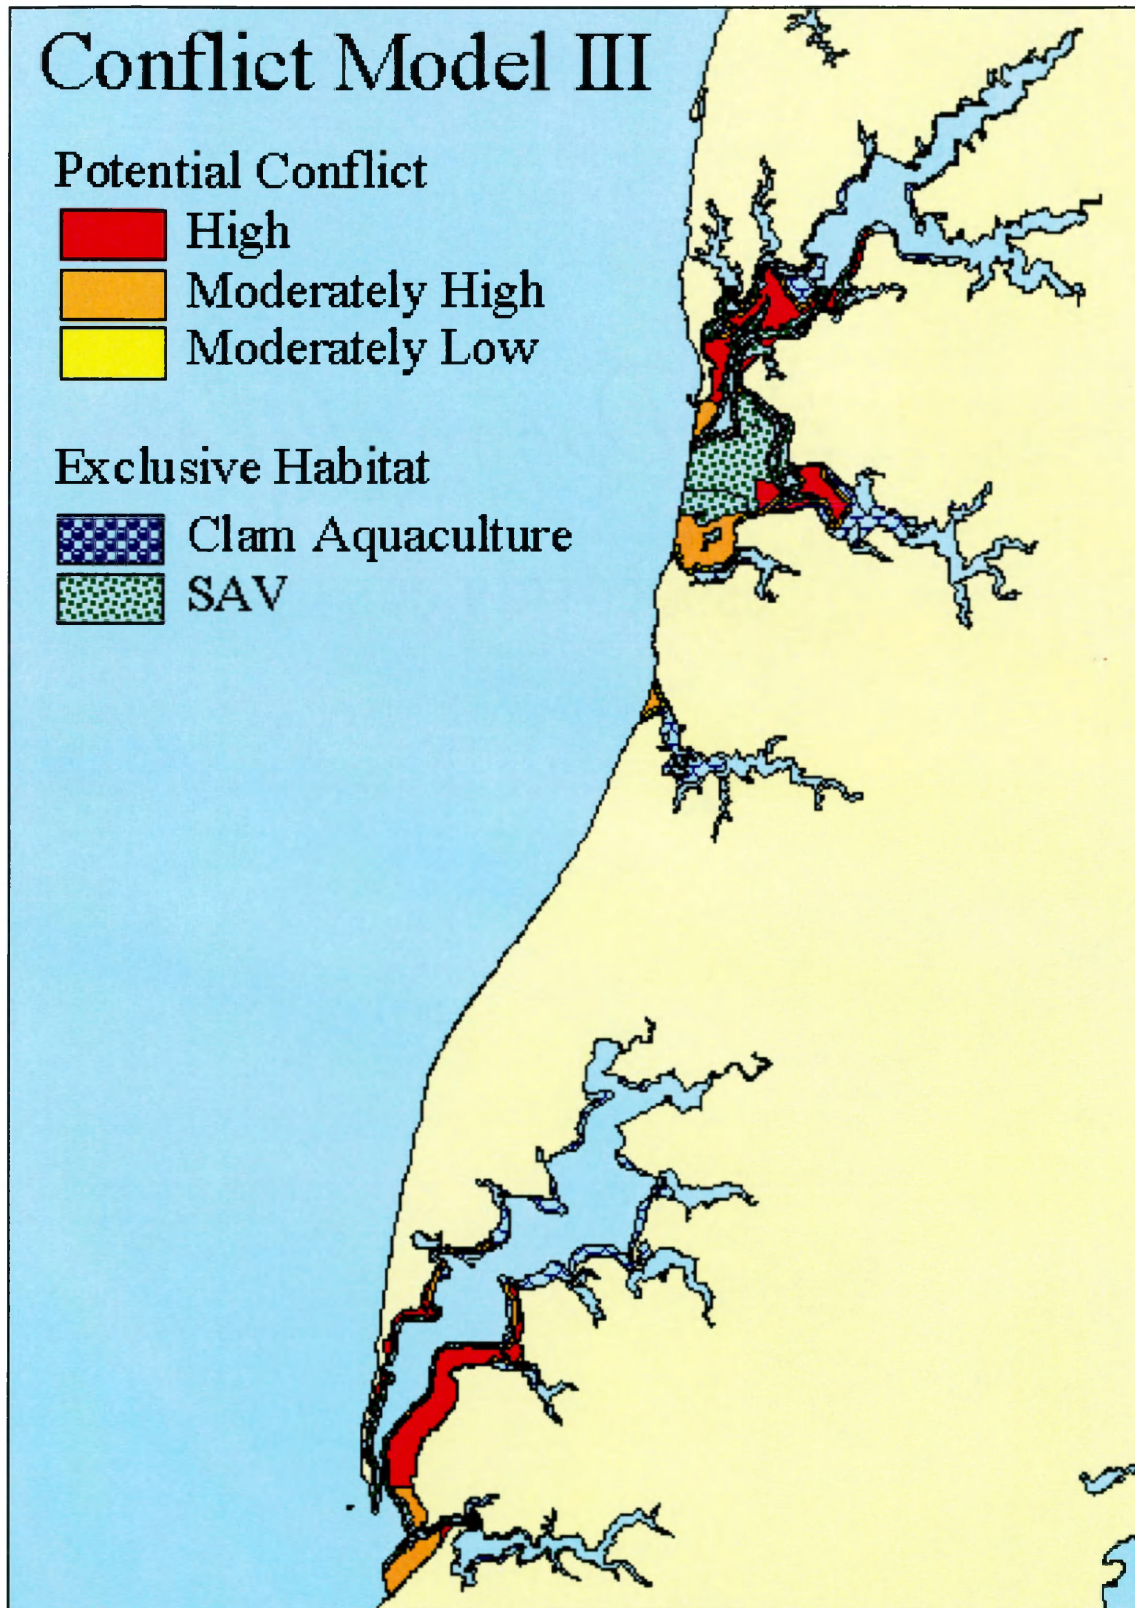 Conflict Model III
Potential Conflict
High
Moderately High
Moderately Low
Exclusive Habitat
Clam Aquaculture
SAV